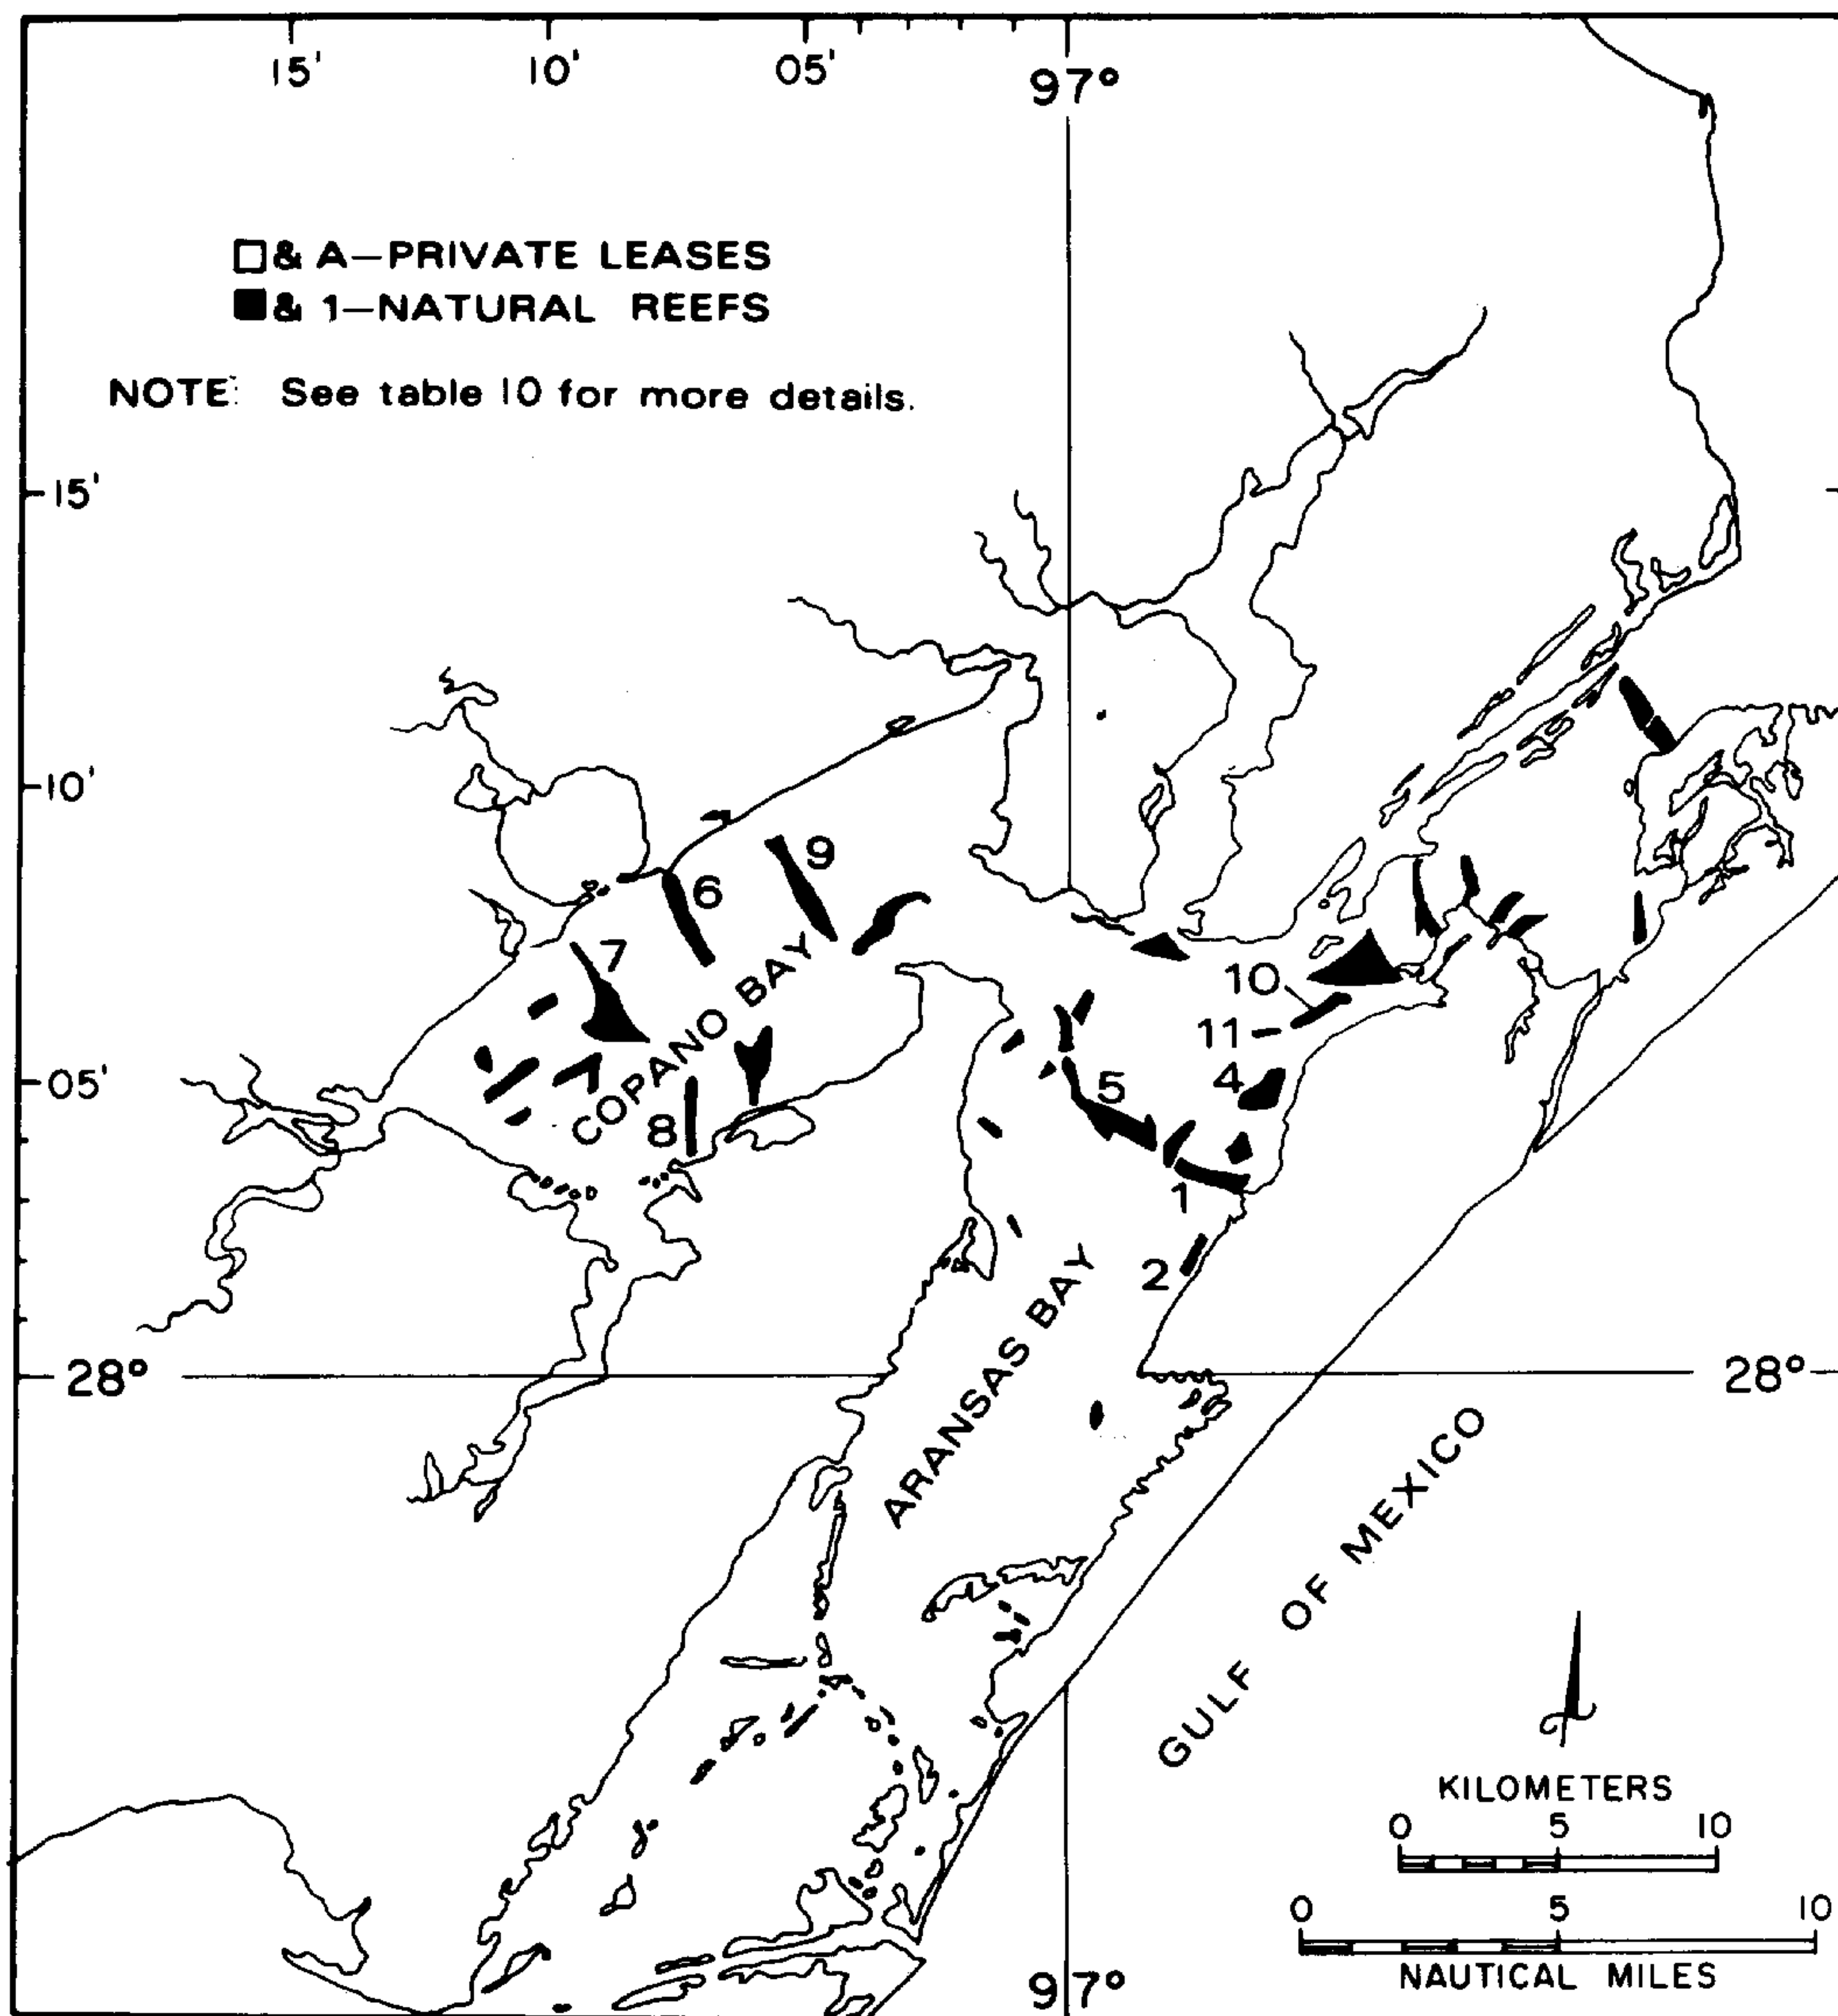 15' 10' 05' 97°
□ & A—PRIVATE LEASES
■ & 1—NATURAL REEFS
NOTE: See table 10 for more details.
15'
10'
9
6
7
COPANO BAY
10
11
05'
4
5
8
1
2
28°
28°
ARANSAS BAY
GULF OF MEXICO
KILOMETERS
0 5 10
0 5 10
NAUTICAL MILES
97°